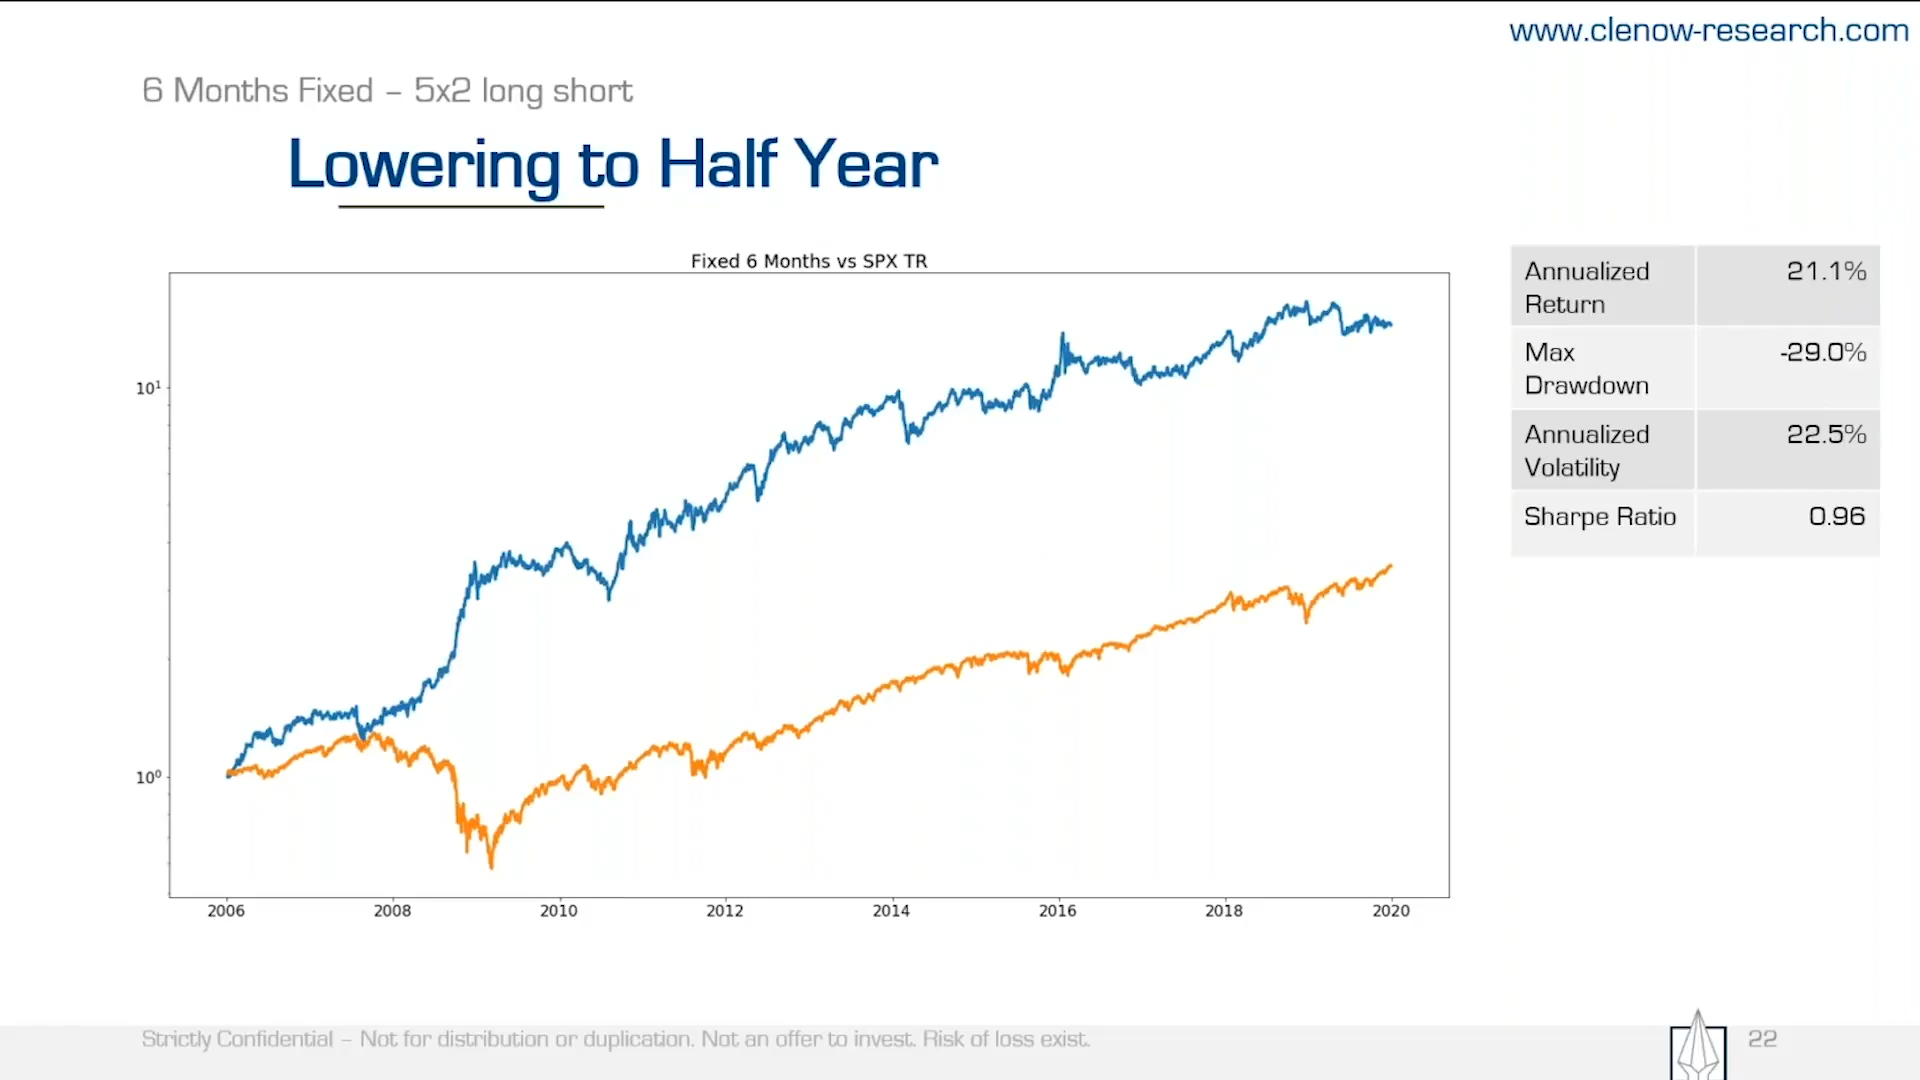 www.clenow-research.com
6 Months Fixed – 5x2 long short
Lowering to Half Year
Fixed 6 Months vs SPX TR
10¹
10⁰
2006 2008 2010 2012 2014 2016 2018 2020
Annualized Return 21.1%
Max Drawdown -29.0%
Annualized Volatility 22.5%
Sharpe Ratio 0.96
Strictly Confidential – Not for distribution or duplication. Not an offer to invest. Risk of loss exist.
22